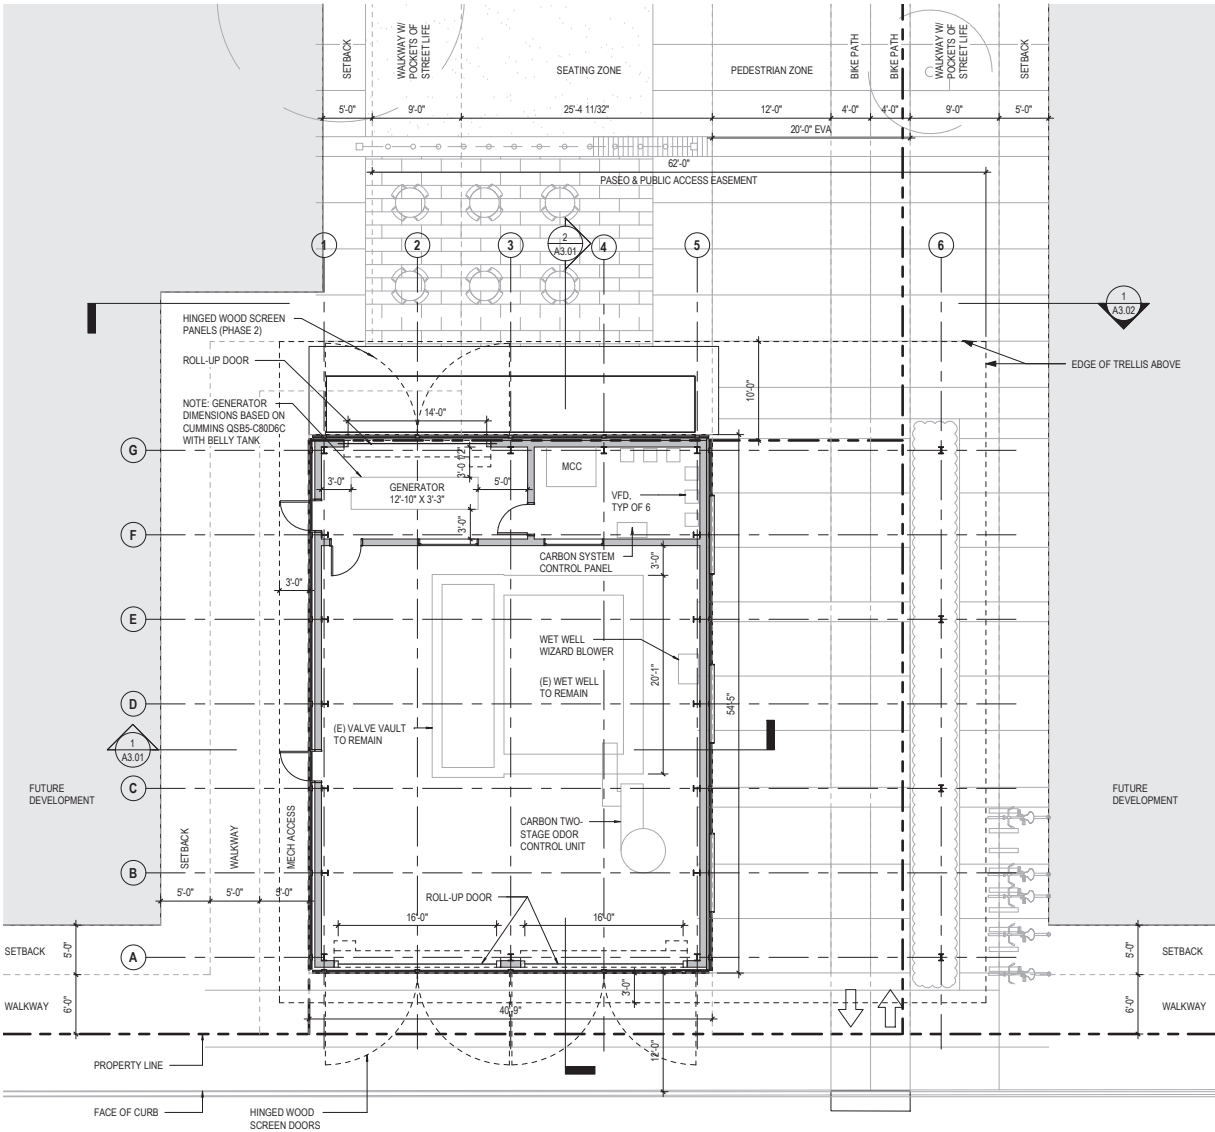 SETBACK
WALKWAY W/
POCKETS OF
STREET LIFE
SEATING ZONE
PEDESTRIAN ZONE
BIKE PATH
BIKE PATH
WALKWAY W/
POCKETS OF
STREET LIFE
SETBACK
5'-0"
9'-0"
25'-4 11/32"
12'-0"
4'-0"
4'-0"
9'-0"
5'-0"
20'-0" EVA
62'-0"
PASEO & PUBLIC ACCESS EASEMENT
1
2
3
2
A3.01
4
5
6
1
A3.02
HINGED WOOD SCREEN
PANELS (PHASE 2)
ROLL-UP DOOR
EDGE OF TRELLIS ABOVE
10'-0"
NOTE: GENERATOR
DIMENSIONS BASED ON
CUMMINS QSB5-C80D6C
WITH BELLY TANK
14'-0"
G
3'-0 1/2"
MCC
3'-0"
GENERATOR
12'-10" X 3'-3"
5'-0"
VFD,
TYP OF 6
3'-0"
F
CARBON SYSTEM
CONTROL PANEL
3'-0"
3'-0"
E
WET WELL
WIZARD BLOWER
(E) WET WELL
TO REMAIN
20'-1"
54'-5"
D
(E) VALVE VAULT
TO REMAIN
1
A3.01
FUTURE
DEVELOPMENT
C
FUTURE
DEVELOPMENT
CARBON TWO-
STAGE ODOR
CONTROL UNIT
SETBACK
WALKWAY
MECH ACCESS
B
5'-0"
5'-0"
5'-0"
ROLL-UP DOOR
16'-0"
16'-0"
SETBACK
5'-0"
A
5'-0"
SETBACK
WALKWAY
6'-0"
3'-0"
6'-0"
WALKWAY
40'-9"
12'-0"
PROPERTY LINE
FACE OF CURB
HINGED WOOD
SCREEN DOORS